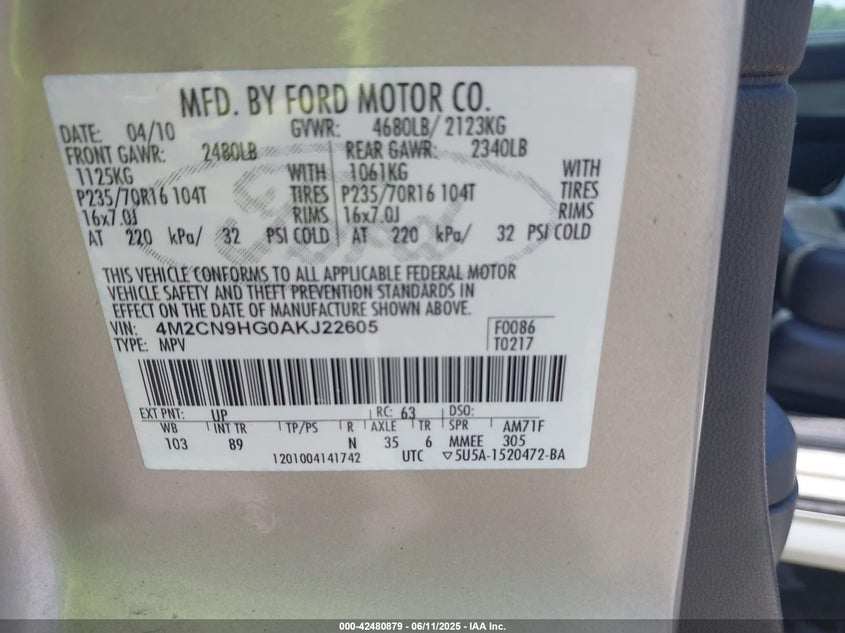 MFD. BY FORD MOTOR CO.
DATE: 04/10 GVWR: 4680LB/ 2123KG
FRONT GAWR: 2480LB REAR GAWR: 2340LB
1125KG WITH 1061KG WITH
P235/70R16 104T TIRES P235/70R16 104T TIRES
16x7.0J RIMS 16x7.0J RIMS
AT 220 kPa/ 32 PSI COLD AT 220 kPa/ 32 PSI COLD
THIS VEHICLE CONFORMS TO ALL APPLICABLE FEDERAL MOTOR
VEHICLE SAFETY AND THEFT PREVENTION STANDARDS IN
EFFECT ON THE DATE OF MANUFACTURE SHOWN ABOVE.
VIN: 4M2CN9HG0AKJ22605 F0086
TYPE: MPV T0217
EXT PNT: UP RC: 63 DSO:
WB INT TR TP/PS R AXLE TR SPR AM71F
103 89 N 35 6 MMEE 305
1201004141742 UTC ▽5U5A-1520472-BA
000-42480879 - 06/11/2025 - IAA Inc.